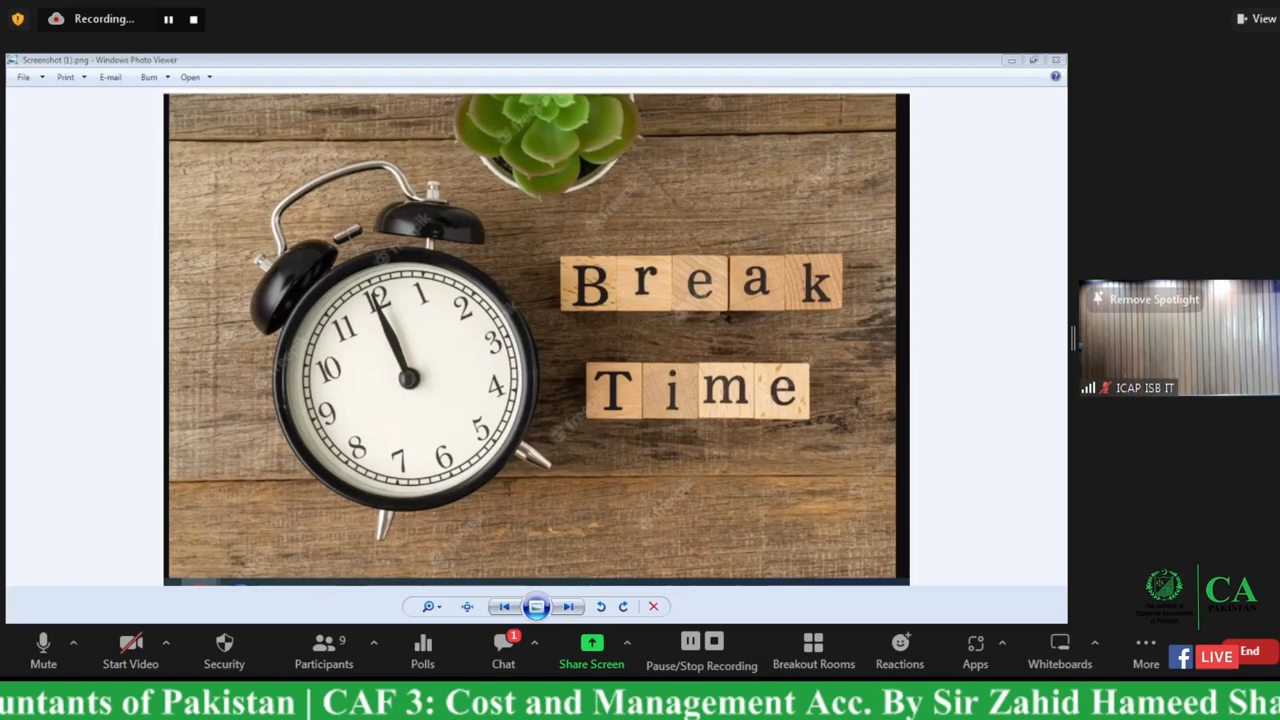 Recording...
View
Screenshot (1).png - Windows Photo Viewer
File Print E-mail Burn Open
Break
Time
12 1 2 3 4 5 6 7 8 9 10 11
Remove Spotlight
ICAP ISB IT
CA
PAKISTAN
Mute Start Video Security Participants 9 Polls Chat 1 Share Screen Pause/Stop Recording Breakout Rooms Reactions Apps Whiteboards More LIVE End
untants of Pakistan | CAF 3: Cost and Management Acc. By Sir Zahid Hameed Sha